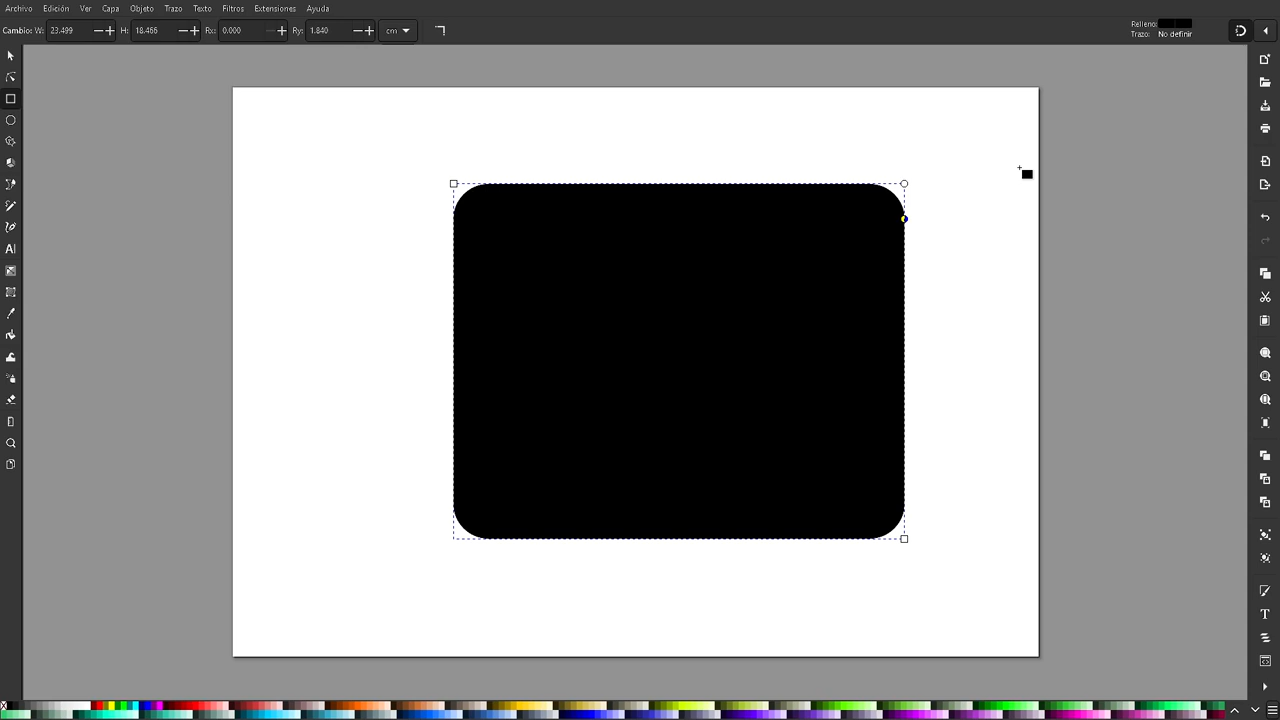 Archivo Edición Ver Capa Objeto Trazo Texto Filtros Extensiones Ayuda
Cambio: W: 23.499 H: 18.466 Rx: 0.000 Ry: 1.840 cm
Relleno:
Trazo: No definir